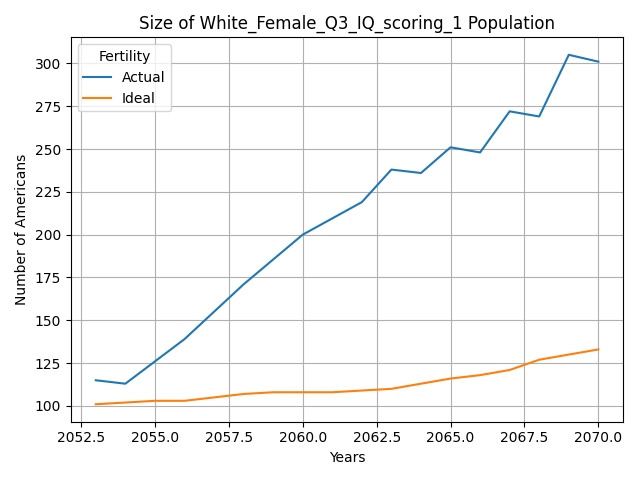 Size of White_Female_Q3_IQ_scoring_1 Population
Fertility
Actual
Ideal
Number of Americans
300
275
250
225
200
175
150
125
100
2052.5 2055.0 2057.5 2060.0 2062.5 2065.0 2067.5 2070.0
Years